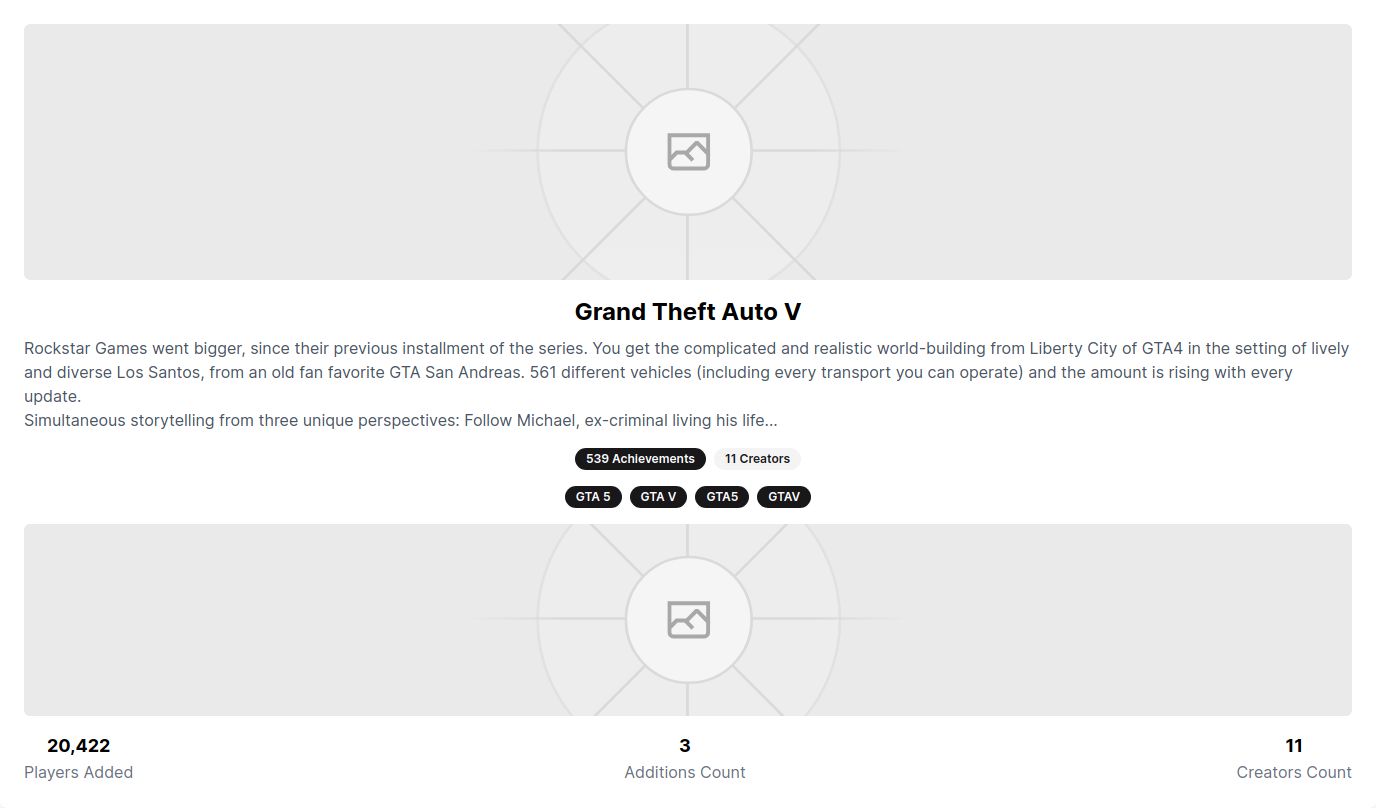 Grand Theft Auto V
Rockstar Games went bigger, since their previous installment of the series. You get the complicated and realistic world-building from Liberty City of GTA4 in the setting of lively
and diverse Los Santos, from an old fan favorite GTA San Andreas. 561 different vehicles (including every transport you can operate) and the amount is rising with every
update.
Simultaneous storytelling from three unique perspectives: Follow Michael, ex-criminal living his life...
539 Achievements 11 Creators
GTA 5 GTA V GTA5 GTAV
20,422 3 11
Players Added Additions Count Creators Count